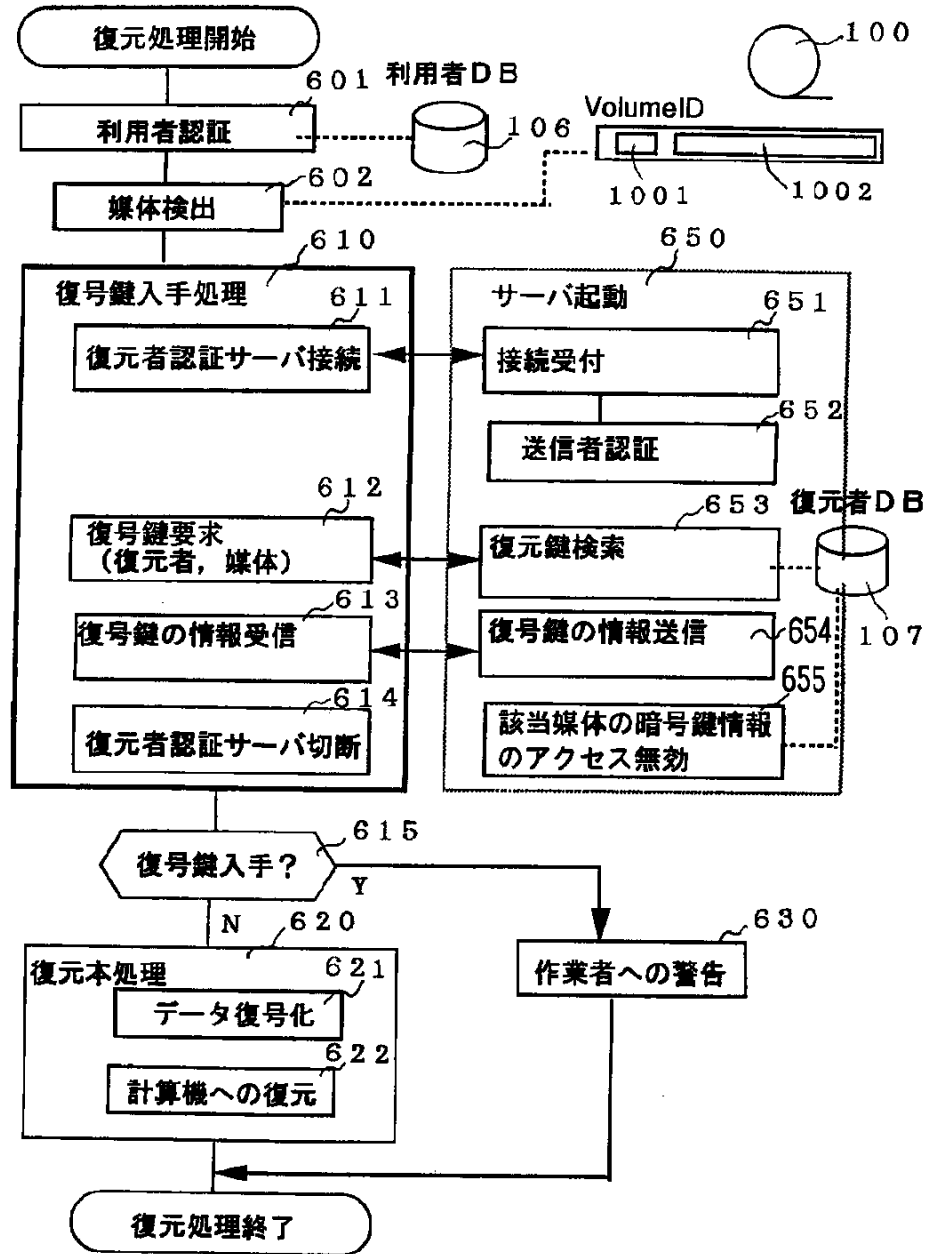 復元処理開始
601
利用者DB
100
利用者認証
106
VolumeID
602
1001
1002
媒体検出
610
650
復号鍵入手処理
サーバ起動
611
651
復元者認証サーバ接続
接続受付
652
送信者認証
612
653
復元者DB
復号鍵要求
(復元者,媒体)
復元鍵検索
613
107
復号鍵の情報受信
復号鍵の情報送信
654
614
655
復元者認証サーバ切断
該当媒体の暗号鍵情報
のアクセス無効
615
復号鍵入手?
Y
N
620
630
復元本処理
621
作業者への警告
データ復号化
622
計算機への復元
復元処理終了